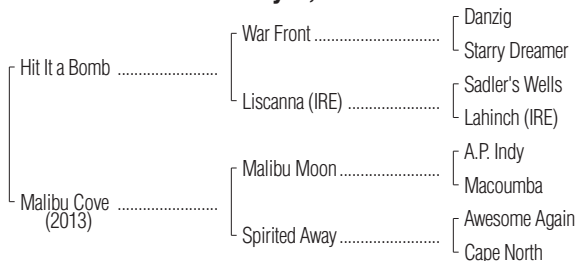 Danzig
War Front
Starry Dreamer
Hit It a Bomb
Sadler's Wells
Liscanna (IRE)
Lahinch (IRE)
A.P. Indy
Malibu Moon
Macoumba
Malibu Cove
(2013)
Awesome Again
Spirited Away
Cape North